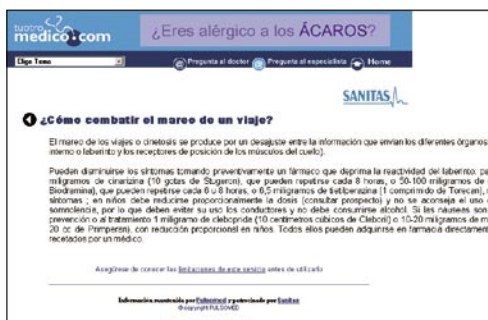 tuotro
medico.com
¿Eres alérgico a los ÁCAROS?
Elige Tema
Pregunta al doctor
Pregunta al especialista
Home
SANITAS
¿Cómo combatir el mareo de un viaje?
El mareo de los viajes o cinetosis se produce por un desajuste entre la información que envían los diferentes órganos
interno o laberinto y los receptores de posición de los músculos del cuello).
Pueden disminuirse los síntomas tomando preventivamente un fármaco que deprima la reactividad del laberinto: pa
miligramos de cinarizina (10 gotas de Stugeron), que pueden repetirse cada 8 horas, o 50-100 miligramos de
Biodramina), que pueden repetirse cada 6 u 8 horas, o 6,5 miligramos de tietilperazina [1 comprimido de Torecan],
síntomas ; en niños debe reducirse proporcionalmente la dosis (consultar prospecto) y no se aconseja el uso
somnolencia, por lo que deben evitar su uso los conductores y no debe consumirse alcohol. Si las náuseas son
prevención o al tratamiento 1 miligramo de cleboprida (10 centímetros cúbicos de Cleboril) o 10-20 miligramos de m
20 cc de Primperan), con reducción proporcional en niños. Todos ellos pueden adquirirse en farmacia directament
recetados por un médico.
Asegúrese de conocer las limitaciones de este servicio antes de utilizarlo
Información mantenida por Fulgomed y patrocinada por Sanitas
© copyright FULGOMED